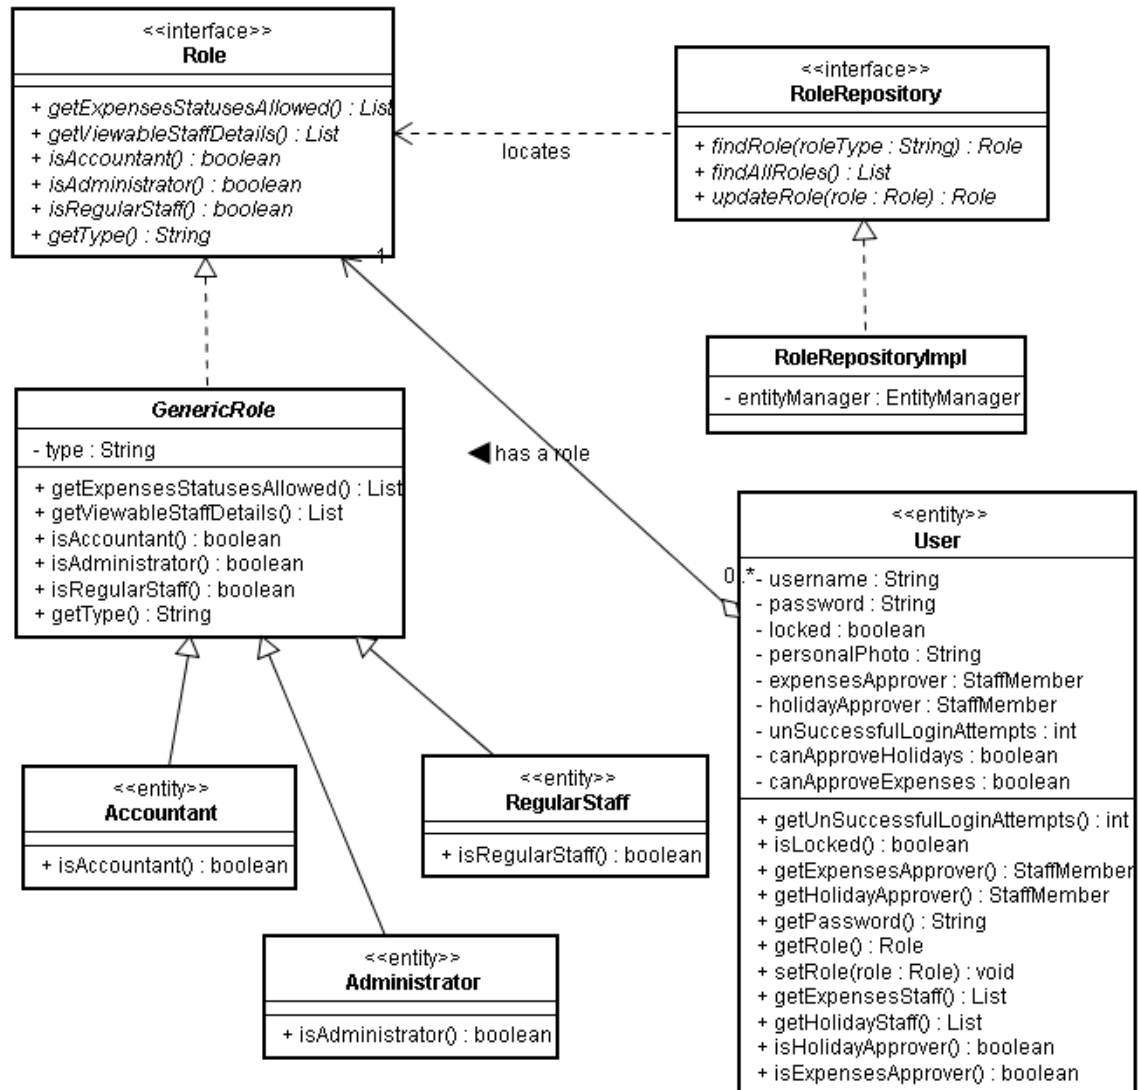 <<interface>>
Role
+ getExpensesStatusesAllowed() : List
+ getViewableStaffDetails() : List
+ isAccountant() : boolean
+ isAdministrator() : boolean
+ isRegularStaff() : boolean
+ getType() : String
1
locates
<<interface>>
RoleRepository
+ findRole(roleType : String) : Role
+ findAllRoles() : List
+ updateRole(role : Role) : Role
RoleRepositoryImpl
- entityManager : EntityManager
GenericRole
- type : String
+ getExpensesStatusesAllowed() : List
+ getViewableStaffDetails() : List
+ isAccountant() : boolean
+ isAdministrator() : boolean
+ isRegularStaff() : boolean
+ getType() : String
◀ has a role
<<entity>>
User
0..*
- username : String
- password : String
- locked : boolean
- personalPhoto : String
- expensesApprover : StaffMember
- holidayApprover : StaffMember
- unSuccessfulLoginAttempts : int
- canApproveHolidays : boolean
- canApproveExpenses : boolean
+ getUnSuccessfulLoginAttempts() : int
+ isLocked() : boolean
+ getExpensesApprover() : StaffMember
+ getHolidayApprover() : StaffMember
+ getPassword() : String
+ getRole() : Role
+ setRole(role : Role) : void
+ getExpensesStaff() : List
+ getHolidayStaff() : List
+ isHolidayApprover() : boolean
+ isExpensesApprover() : boolean
<<entity>>
Accountant
+ isAccountant() : boolean
<<entity>>
RegularStaff
+ isRegularStaff() : boolean
<<entity>>
Administrator
+ isAdministrator() : boolean